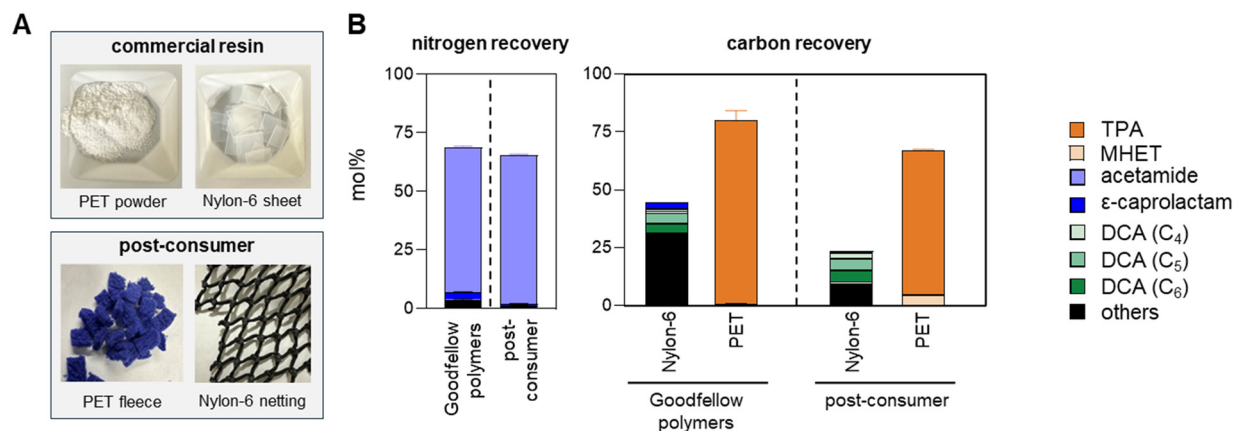 A
commercial resin
PET powder
Nylon-6 sheet
post-consumer
PET fleece
Nylon-6 netting
B
nitrogen recovery
carbon recovery
mol%
100
75
50
25
0
Goodfellow
polymers
post-
consumer
100
75
50
25
0
Nylon-6
PET
Nylon-6
PET
Goodfellow
polymers
post-consumer
TPA
MHET
acetamide
ε-caprolactam
DCA (C₄)
DCA (C₅)
DCA (C₆)
others